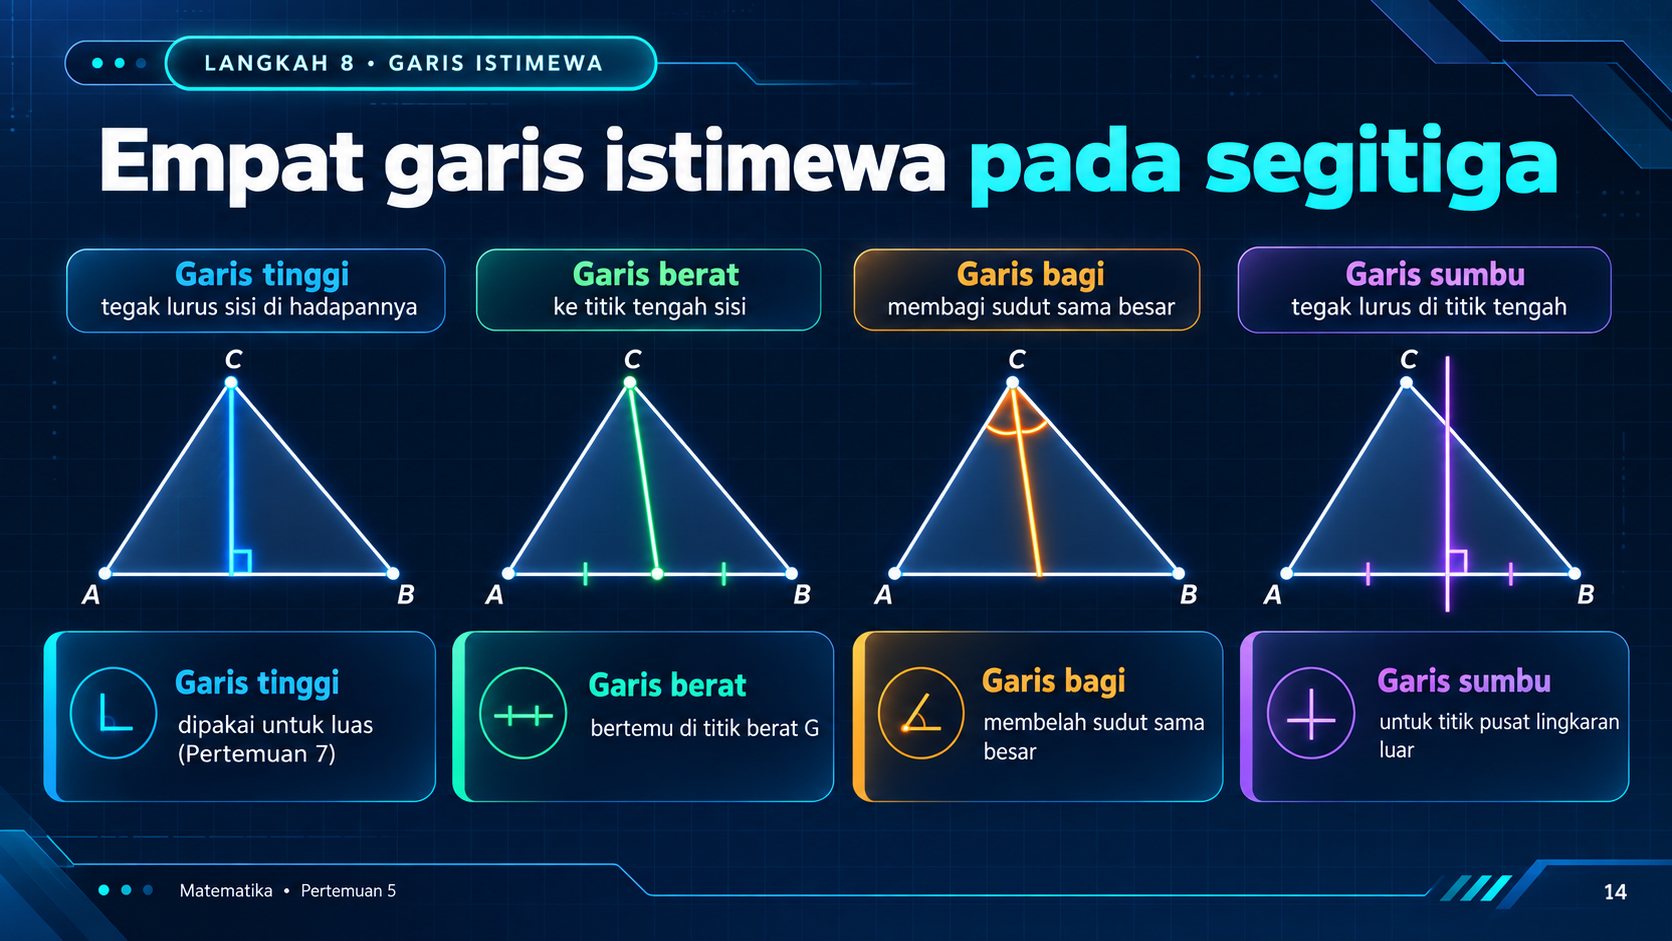 LANGKAH 8 • GARIS ISTIMEWA
Empat garis istimewa pada segitiga
Garis tinggi
tegak lurus sisi di hadapannya
Garis berat
ke titik tengah sisi
Garis bagi
membagi sudut sama besar
Garis sumbu
tegak lurus di titik tengah
C
A
B
C
A
B
C
A
B
C
A
B
Garis tinggi
dipakai untuk luas
(Pertemuan 7)
Garis berat
bertemu di titik berat G
Garis bagi
membelah sudut sama
besar
Garis sumbu
untuk titik pusat lingkaran
luar
Matematika • Pertemuan 5
14